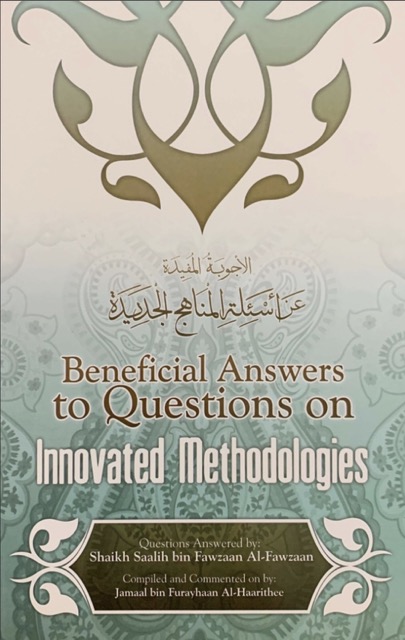 الأجوبة المفيدة
عن أسئلة المناهج الجديدة
Beneficial Answers
to Questions on
Innovated Methodologies
Questions Answered by:
Shaikh Saalih bin Fawzaan Al-Fawzaan
Compiled and Commented on by:
Jamaal bin Furayhaan Al-Haarithee